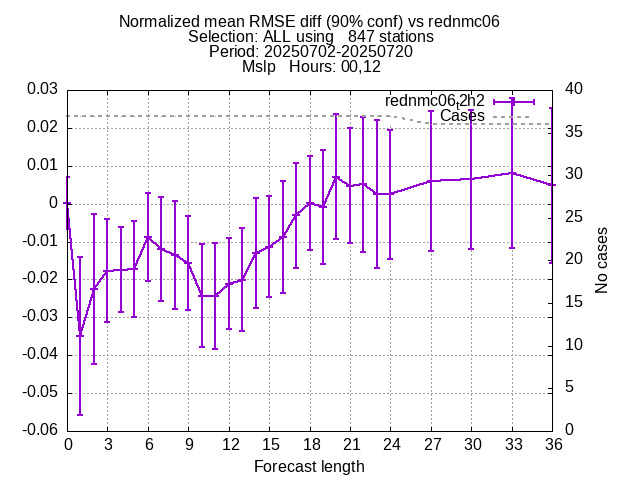 Normalized mean RMSE diff (90% conf) vs rednmc06
Selection: ALL using   847 stations
Period: 20250702-20250720
Mslp   Hours: 00,12
rednmc06t2h2
Cases
0.03
0.02
0.01
0
-0.01
-0.02
-0.03
-0.04
-0.05
-0.06
40
35
30
25
20
15
10
5
0
No cases
0 3 6 9 12 15 18 21 24 27 30 33 36
Forecast length